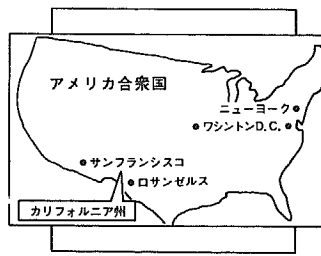 アメリカ合衆国
ニューヨーク
ワシントンD.C.
サンフランシスコ
ロサンゼルス
カリフォルニア州